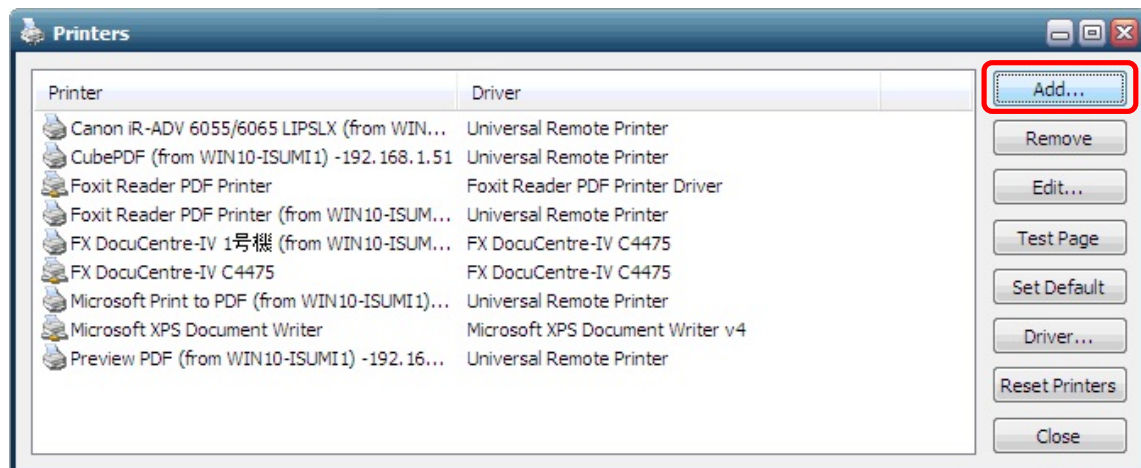 Printers
Printer Driver
Canon iR-ADV 6055/6065 LIPSLX (from WIN... Universal Remote Printer
CubePDF (from WIN10-ISUMI1) -192.168.1.51 Universal Remote Printer
Foxit Reader PDF Printer Foxit Reader PDF Printer Driver
Foxit Reader PDF Printer (from WIN10-ISUM... Universal Remote Printer
FX DocuCentre-IV 1号機 (from WIN10-ISUM... FX DocuCentre-IV C4475
FX DocuCentre-IV C4475 FX DocuCentre-IV C4475
Microsoft Print to PDF (from WIN10-ISUMI1)... Universal Remote Printer
Microsoft XPS Document Writer Microsoft XPS Document Writer v4
Preview PDF (from WIN10-ISUMI1) -192.16... Universal Remote Printer
Add...
Remove
Edit...
Test Page
Set Default
Driver...
Reset Printers
Close